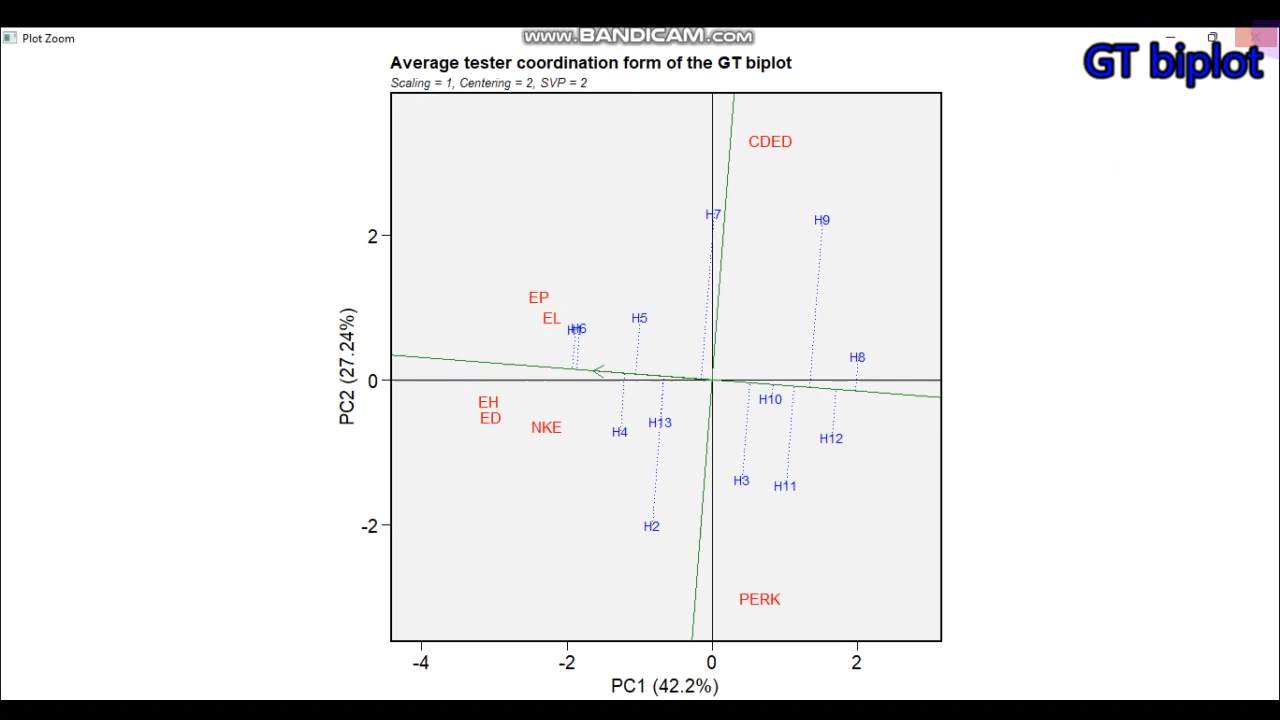 www.BANDICAM.com
Plot Zoom
GT biplot
Average tester coordination form of the GT biplot
Scaling = 1, Centering = 2, SVP = 2
CDED
H7
H9
2
EP
EL
H1
H6
H5
H8
0
EH
ED
NKE
H4
H13
H10
H12
H3
H11
-2
H2
PERK
PC2 (27.24%)
-4
-2
0
2
PC1 (42.2%)